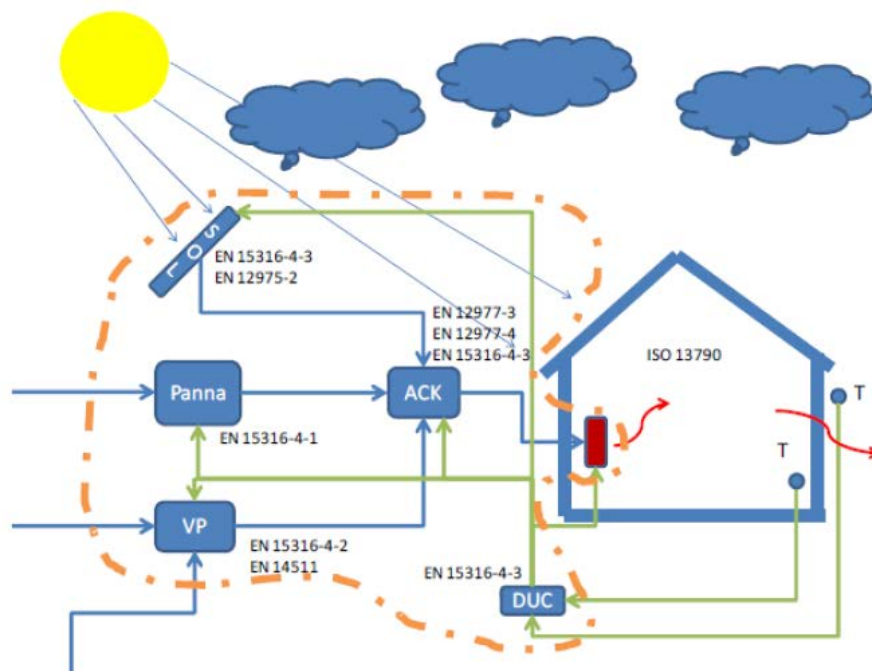 SOL
EN 15316-4-3
EN 12975-2
EN 12977-3
EN 12977-4
EN 15316-4-3
ISO 13790
Panna
ACK
T
EN 15316-4-1
T
VP
EN 15316-4-2
EN 14511
EN 15316-4-3
DUC